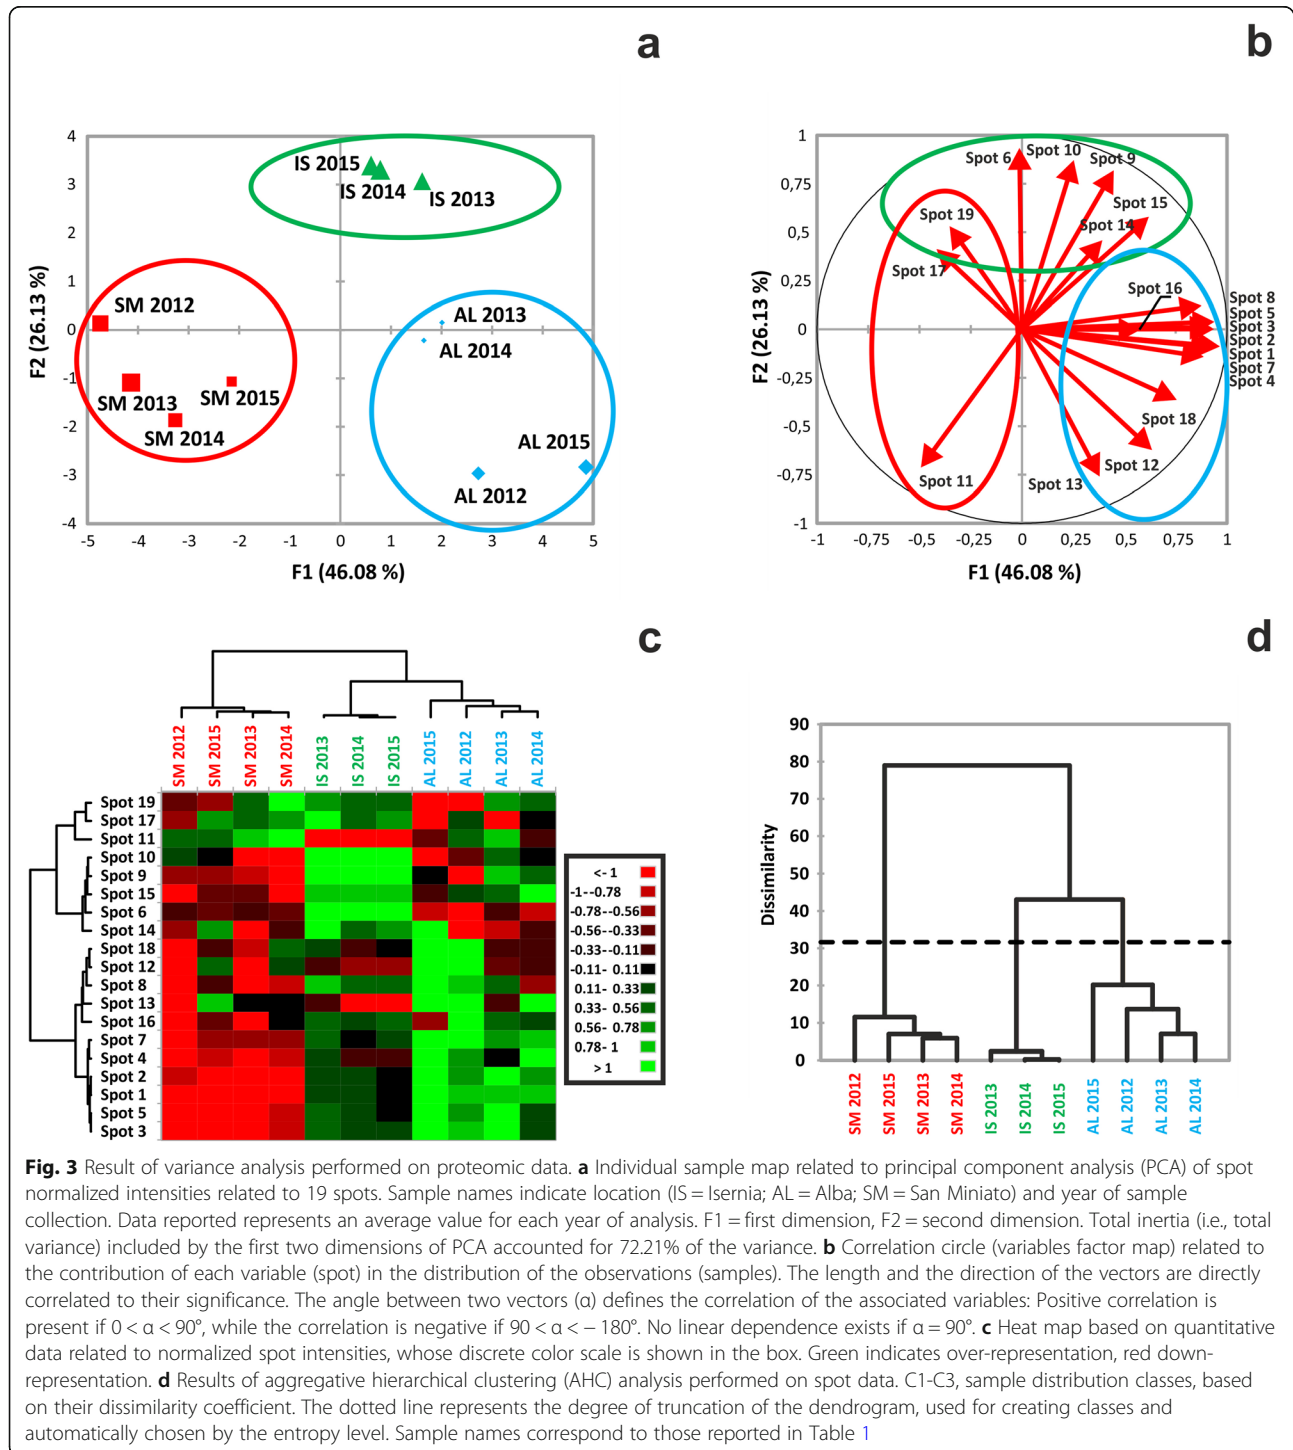 a
4
3
2
1
0
-1
-2
-3
-4
-5
-4
-3
-2
-1
0
1
2
3
4
5
F2 (26.13 %)
F1 (46.08 %)
IS 2015
IS 2014
IS 2013
SM 2012
SM 2013
SM 2015
SM 2014
AL 2013
AL 2014
AL 2015
AL 2012
b
1
0,75
0,5
0,25
0
-0,25
-0,5
-0,75
-1
-1
-0,75
-0,5
-0,25
0
0,25
0,5
0,75
1
F2 (26.13 %)
F1 (46.08 %)
Spot 6
Spot 10
Spot 9
Spot 15
Spot 14
Spot 19
Spot 17
Spot 16
Spot 8
Spot 5
Spot 3
Spot 2
Spot 1
Spot 7
Spot 4
Spot 18
Spot 12
Spot 13
Spot 11
c
SM 2012
SM 2015
SM 2013
SM 2014
IS 2013
IS 2014
IS 2015
AL 2015
AL 2012
AL 2013
AL 2014
Spot 19
Spot 17
Spot 11
Spot 10
Spot 9
Spot 15
Spot 6
Spot 14
Spot 18
Spot 12
Spot 8
Spot 13
Spot 16
Spot 7
Spot 4
Spot 2
Spot 1
Spot 5
Spot 3
<- 1
-1--0.78
-0.78--0.56
-0.56--0.33
-0.33--0.11
-0.11- 0.11
0.11- 0.33
0.33- 0.56
0.56- 0.78
0.78- 1
> 1
d
90
80
70
60
50
40
30
20
10
0
Dissimilarity
SM 2012
SM 2015
SM 2013
SM 2014
IS 2013
IS 2014
IS 2015
AL 2015
AL 2012
AL 2013
AL 2014
Fig. 3 Result of variance analysis performed on proteomic data. a Individual sample map related to principal component analysis (PCA) of spot
normalized intensities related to 19 spots. Sample names indicate location (IS = Isernia; AL = Alba; SM = San Miniato) and year of sample
collection. Data reported represents an average value for each year of analysis. F1 = first dimension, F2 = second dimension. Total inertia (i.e., total
variance) included by the first two dimensions of PCA accounted for 72.21% of the variance. b Correlation circle (variables factor map) related to
the contribution of each variable (spot) in the distribution of the observations (samples). The length and the direction of the vectors are directly
correlated to their significance. The angle between two vectors (α) defines the correlation of the associated variables: Positive correlation is
present if 0 < α < 90°, while the correlation is negative if 90 < α < − 180°. No linear dependence exists if α = 90°. c Heat map based on quantitative
data related to normalized spot intensities, whose discrete color scale is shown in the box. Green indicates over-representation, red down-
representation. d Results of aggregative hierarchical clustering (AHC) analysis performed on spot data. C1-C3, sample distribution classes, based
on their dissimilarity coefficient. The dotted line represents the degree of truncation of the dendrogram, used for creating classes and
automatically chosen by the entropy level. Sample names correspond to those reported in Table 1